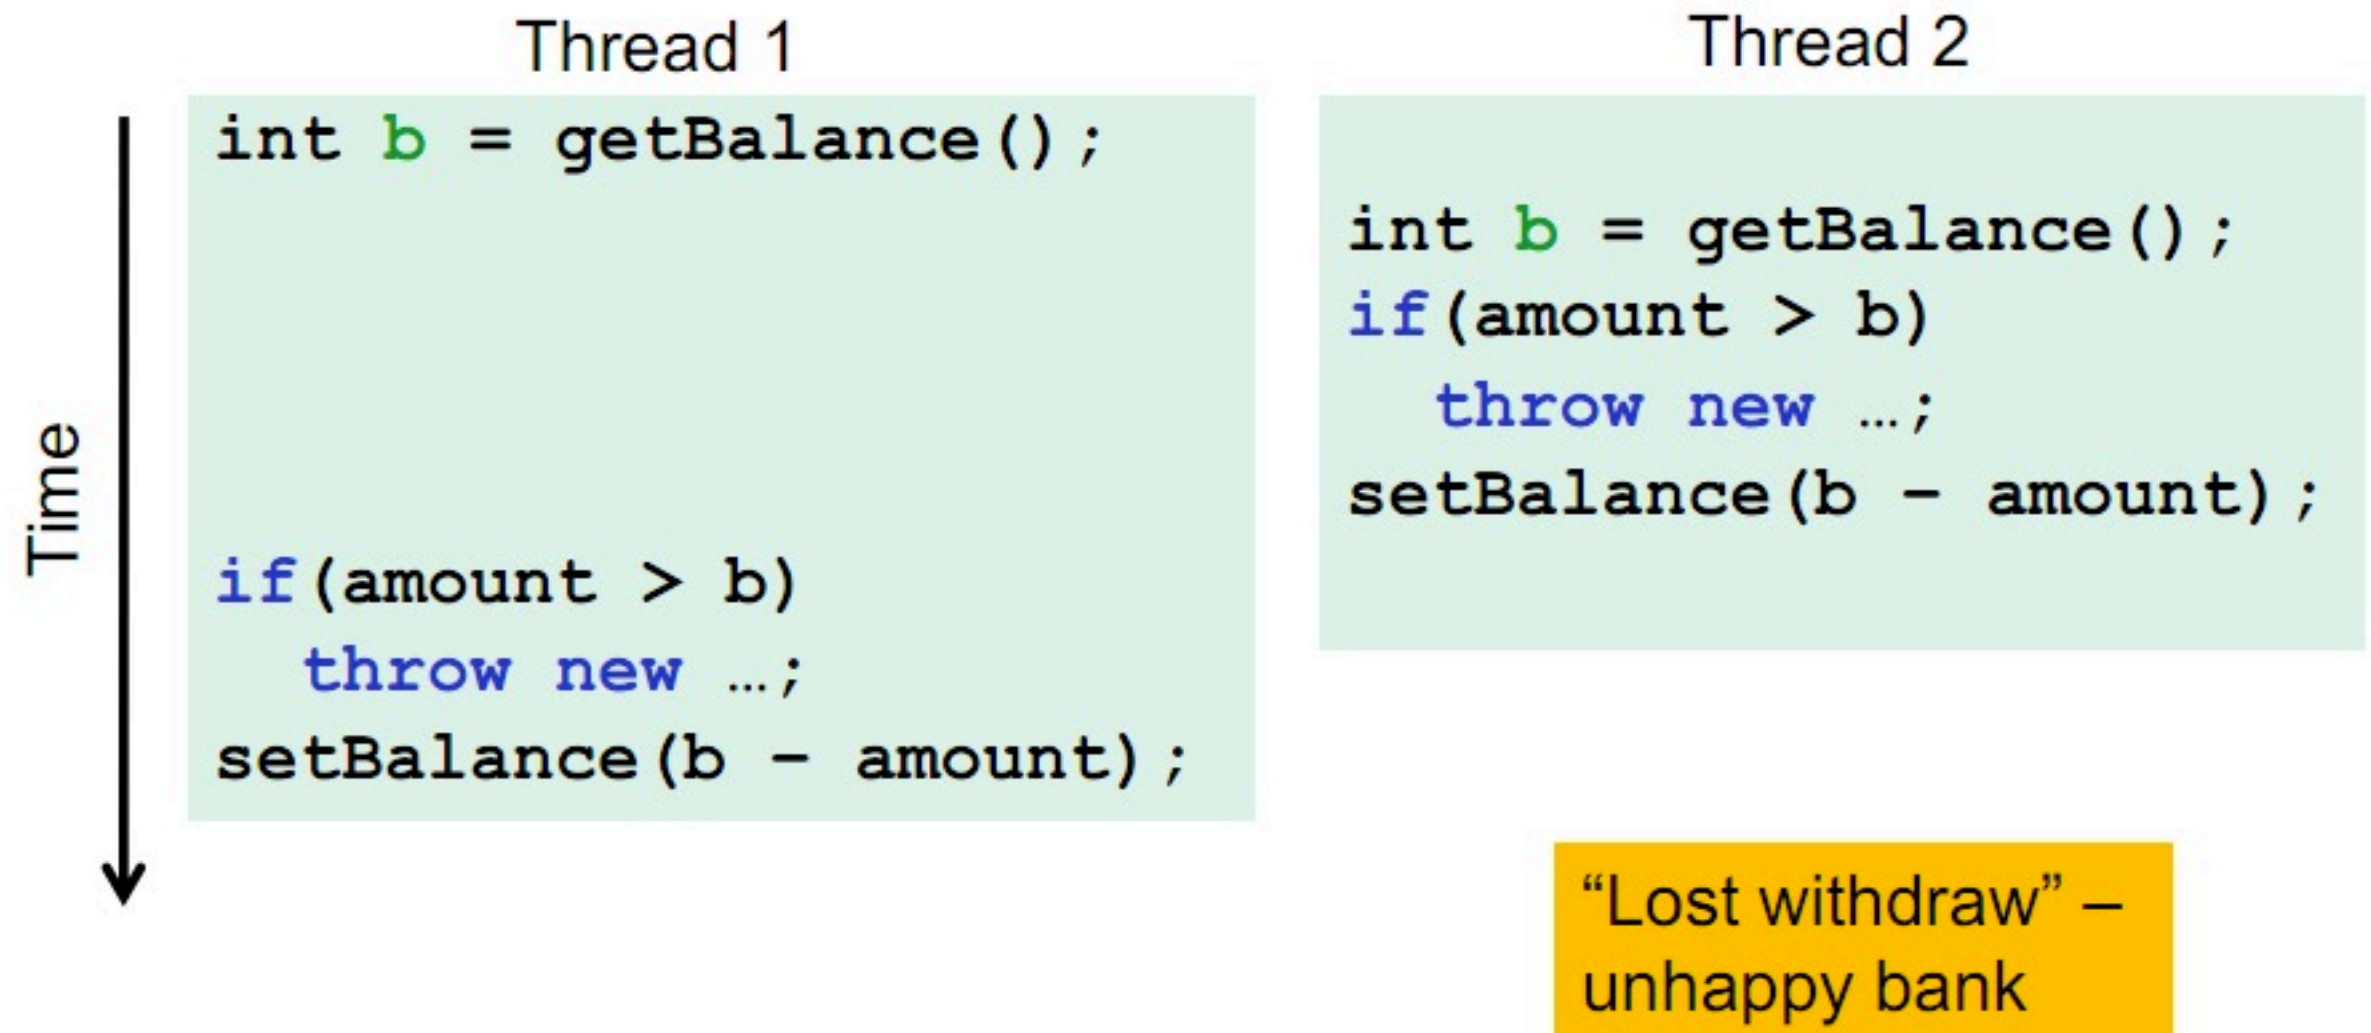 Thread 1
int b = getBalance();
if(amount > b)
throw new …;
setBalance(b – amount);
Thread 2
int b = getBalance();
if(amount > b)
throw new …;
setBalance(b – amount);
Time
“Lost withdraw” –
unhappy bank